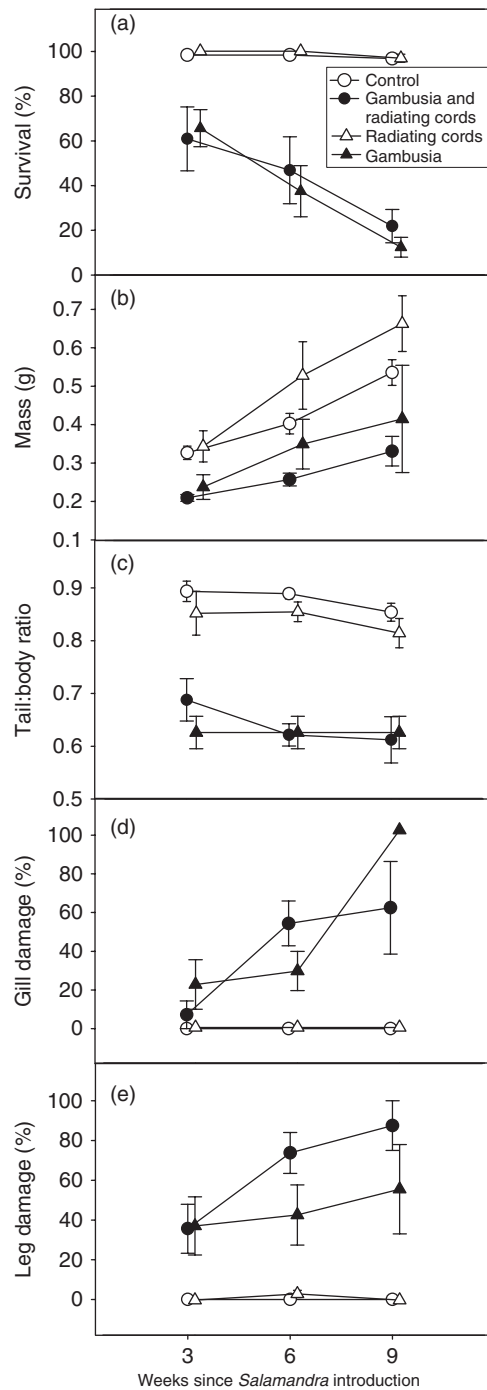 (a)
100
80
60
40
20
0
Survival (%)
Control
Gambusia and
radiating cords
Radiating cords
Gambusia
(b)
0.7
0.6
0.5
0.4
0.3
0.2
0.1
Mass (g)
(c)
0.9
0.8
0.7
0.6
0.5
Tail:body ratio
(d)
100
80
60
40
20
0
Gill damage (%)
(e)
100
80
60
40
20
0
Leg damage (%)
3 6 9
Weeks since Salamandra introduction